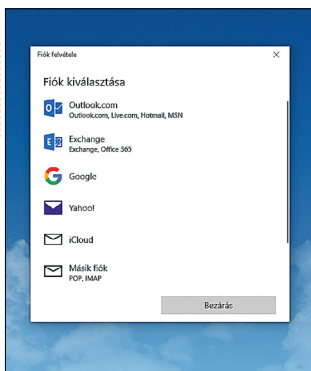 Fiók felvétele
Fiók kiválasztása
Outlook.com
Outlook.com, Live.com, Hotmail, MSN
Exchange
Exchange, Office 365
Google
Yahoo!
iCloud
Másik fiók
POP, IMAP
Bezárás